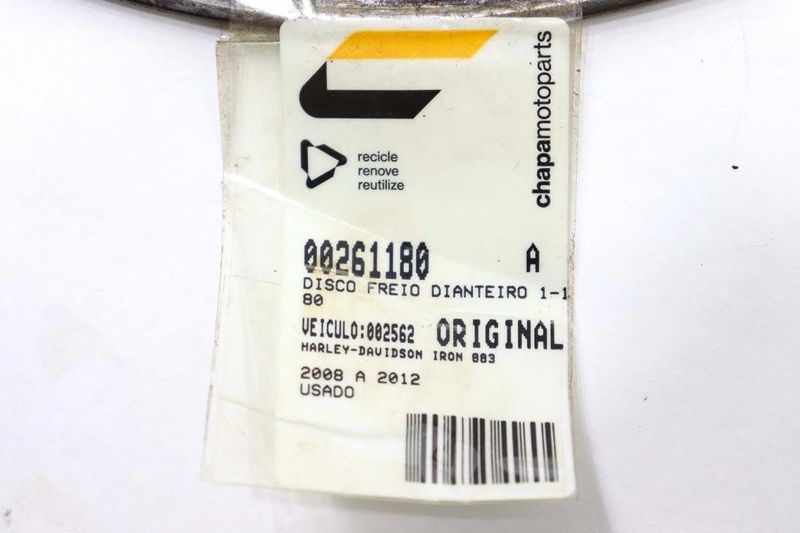 chapamotoparts
recicle
renove
reutilize
00261180 A
DISCO FREIO DIANTEIRO 1-1
80
VEICULO:002562 ORIGINAL
HARLEY-DAVIDSON IRON 883
2008 A 2012
USADO